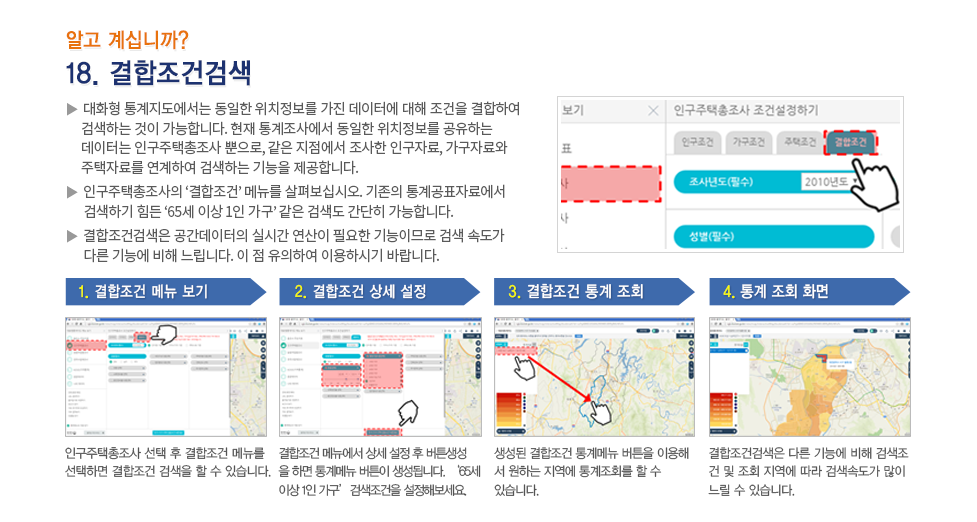 알고 계십니까?
18. 결합조건검색
▶ 대화형 통계지도에서는 동일한 위치정보를 가진 데이터에 대해 조건을 결합하여
검색하는 것이 가능합니다. 현재 통계조사에서 동일한 위치정보를 공유하는
데이터는 인구주택총조사 뿐으로, 같은 지점에서 조사한 인구자료, 가구자료와
주택자료를 연계하여 검색하는 기능을 제공합니다.
▶ 인구주택총조사의 ‘결합조건’ 메뉴를 살펴보십시오. 기존의 통계공표자료에서
검색하기 힘든 ‘65세 이상 1인 가구’ 같은 검색도 간단히 가능합니다.
▶ 결합조건검색은 공간데이터의 실시간 연산이 필요한 기능이므로 검색 속도가
다른 기능에 비해 느립니다. 이 점 유의하여 이용하시기 바랍니다.
보기 × 인구주택총조사 조건설정하기
인구조건 가구조건 주택조건 결합조건
표
사
조사년도(필수) 2010년도
사
성별(필수)
1. 결합조건 메뉴 보기
인구주택총조사 선택 후 결합조건 메뉴를
선택하면 결합조건 검색을 할 수 있습니다.
2. 결합조건 상세 설정
결합조건 메뉴에서 상세 설정 후 버튼생성
을 하면 통계메뉴 버튼이 생성됩니다. ‘65세
이상 1인 가구’ 검색조건을 설정해보세요.
3. 결합조건 통계 조회
생성된 결합조건 통계메뉴 버튼을 이용해
서 원하는 지역에 통계조회를 할 수
있습니다.
4. 통계 조회 화면
결합조건검색은 다른 기능에 비해 검색조
건 및 조회 지역에 따라 검색속도가 많이
느릴 수 있습니다.